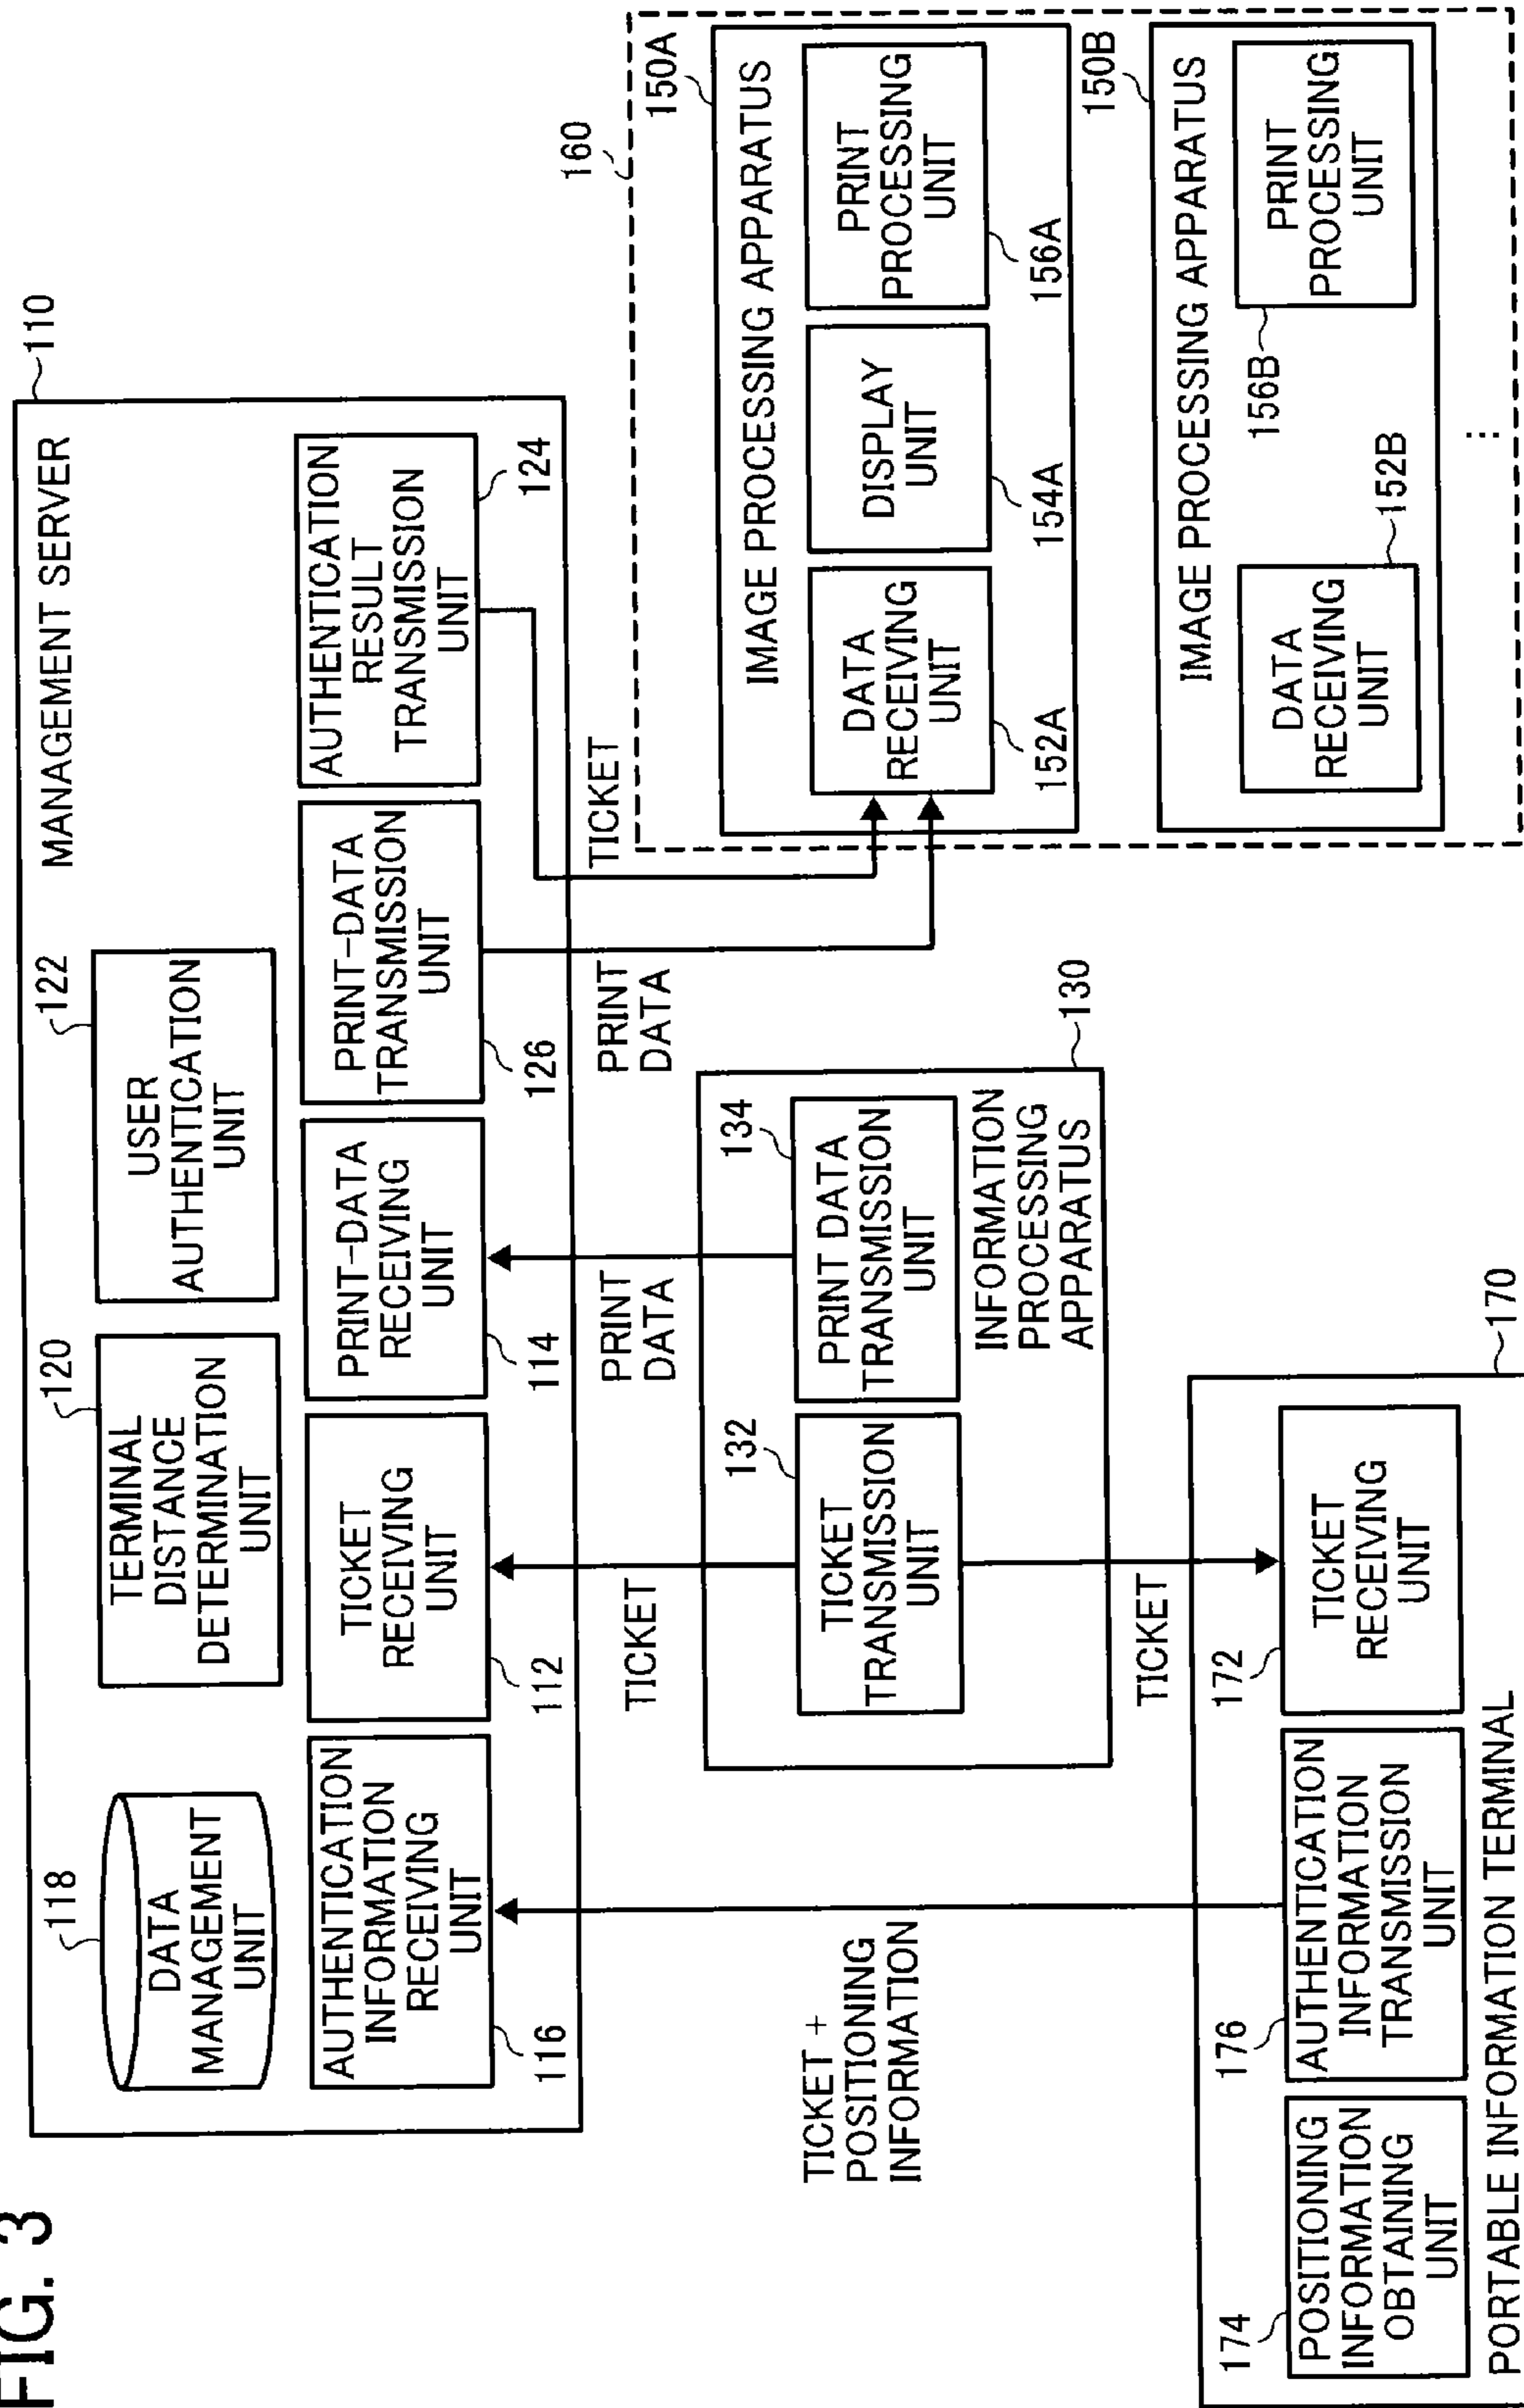 FIG. 3
110
MANAGEMENT SERVER
118
DATA
MANAGEMENT
UNIT
120
TERMINAL
DISTANCE
DETERMINATION
UNIT
122
USER
AUTHENTICATION
UNIT
AUTHENTICATION
INFORMATION
RECEIVING
UNIT
116
TICKET
RECEIVING
UNIT
112
PRINT-DATA
RECEIVING
UNIT
114
PRINT-DATA
TRANSMISSION
UNIT
126
AUTHENTICATION
RESULT
TRANSMISSION
UNIT
124
TICKET
PRINT
DATA
PRINT
DATA
TICKET
TICKET +
POSITIONING
INFORMATION
130
132
TICKET
TRANSMISSION
UNIT
134
PRINT DATA
TRANSMISSION
UNIT
INFORMATION
PROCESSING
APPARATUS
TICKET
160
150A
IMAGE PROCESSING APPARATUS
DATA
RECEIVING
UNIT
152A
DISPLAY
UNIT
154A
PRINT
PROCESSING
UNIT
156A
150B
IMAGE PROCESSING APPARATUS
DATA
RECEIVING
UNIT
152B
PRINT
PROCESSING
UNIT
156B
...
170
174
POSITIONING
INFORMATION
OBTAINING
UNIT
176
AUTHENTICATION
INFORMATION
TRANSMISSION
UNIT
172
TICKET
RECEIVING
UNIT
PORTABLE INFORMATION TERMINAL